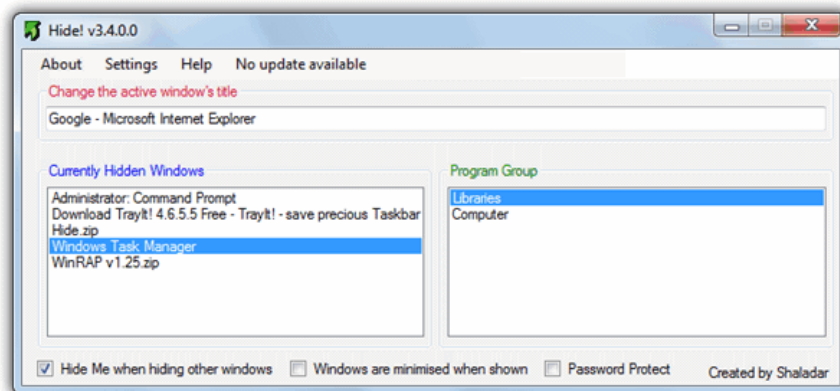 Hide! v3.4.0.0
About Settings Help No update available
Change the active window's title
Google - Microsoft Internet Explorer
Currently Hidden Windows
Administrator: Command Prompt
Download TrayIt! 4.6.5.5 Free - TrayIt! - save precious Taskbar
Hide.zip
Windows Task Manager
WinRAP v1.25.zip
Program Group
Libraries
Computer
Hide Me when hiding other windows Windows are minimised when shown Password Protect Created by Shaladar